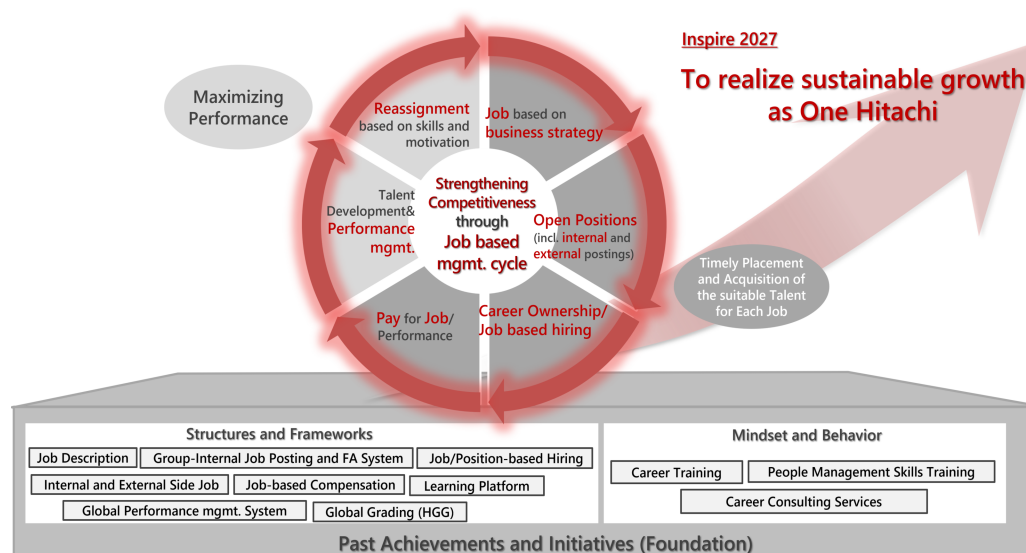 Inspire 2027
To realize sustainable growth
as One Hitachi
Maximizing
Performance
Reassignment
based on skills and
motivation
Job based on
business strategy
Talent
Development&
Performance
mgmt.
Strengthening
Competitiveness
through
Job based
mgmt. cycle
Open Positions
(incl. internal and
external postings)
Timely Placement
and Acquisition of
the suitable Talent
for Each Job
Pay for Job/
Performance
Career Ownership/
Job based hiring
Structures and Frameworks
Job Description
Group-Internal Job Posting and FA System
Job/Position-based Hiring
Internal and External Side Job
Job-based Compensation
Learning Platform
Global Performance mgmt. System
Global Grading (HGG)
Mindset and Behavior
Career Training
People Management Skills Training
Career Consulting Services
Past Achievements and Initiatives (Foundation)